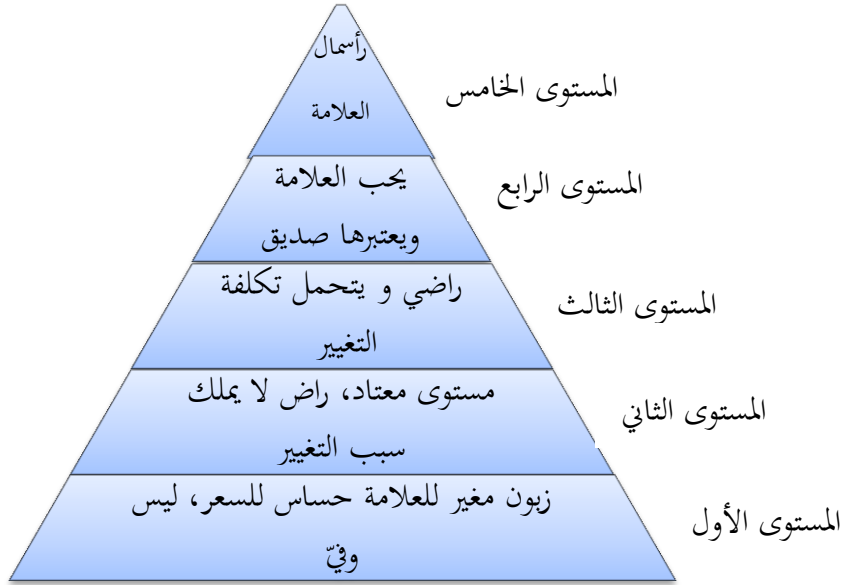 رأسمال
العلامة
المستوى الخامس
يحب العلامة
ويعتبرها صديق
المستوى الرابع
راضي و يتحمل تكلفة
التغيير
المستوى الثالث
مستوى معتاد، راض لا يملك
سبب التغيير
المستوى الثاني
زبون مغير للعلامة حساس للسعر، ليس
وفيّ
المستوى الأول